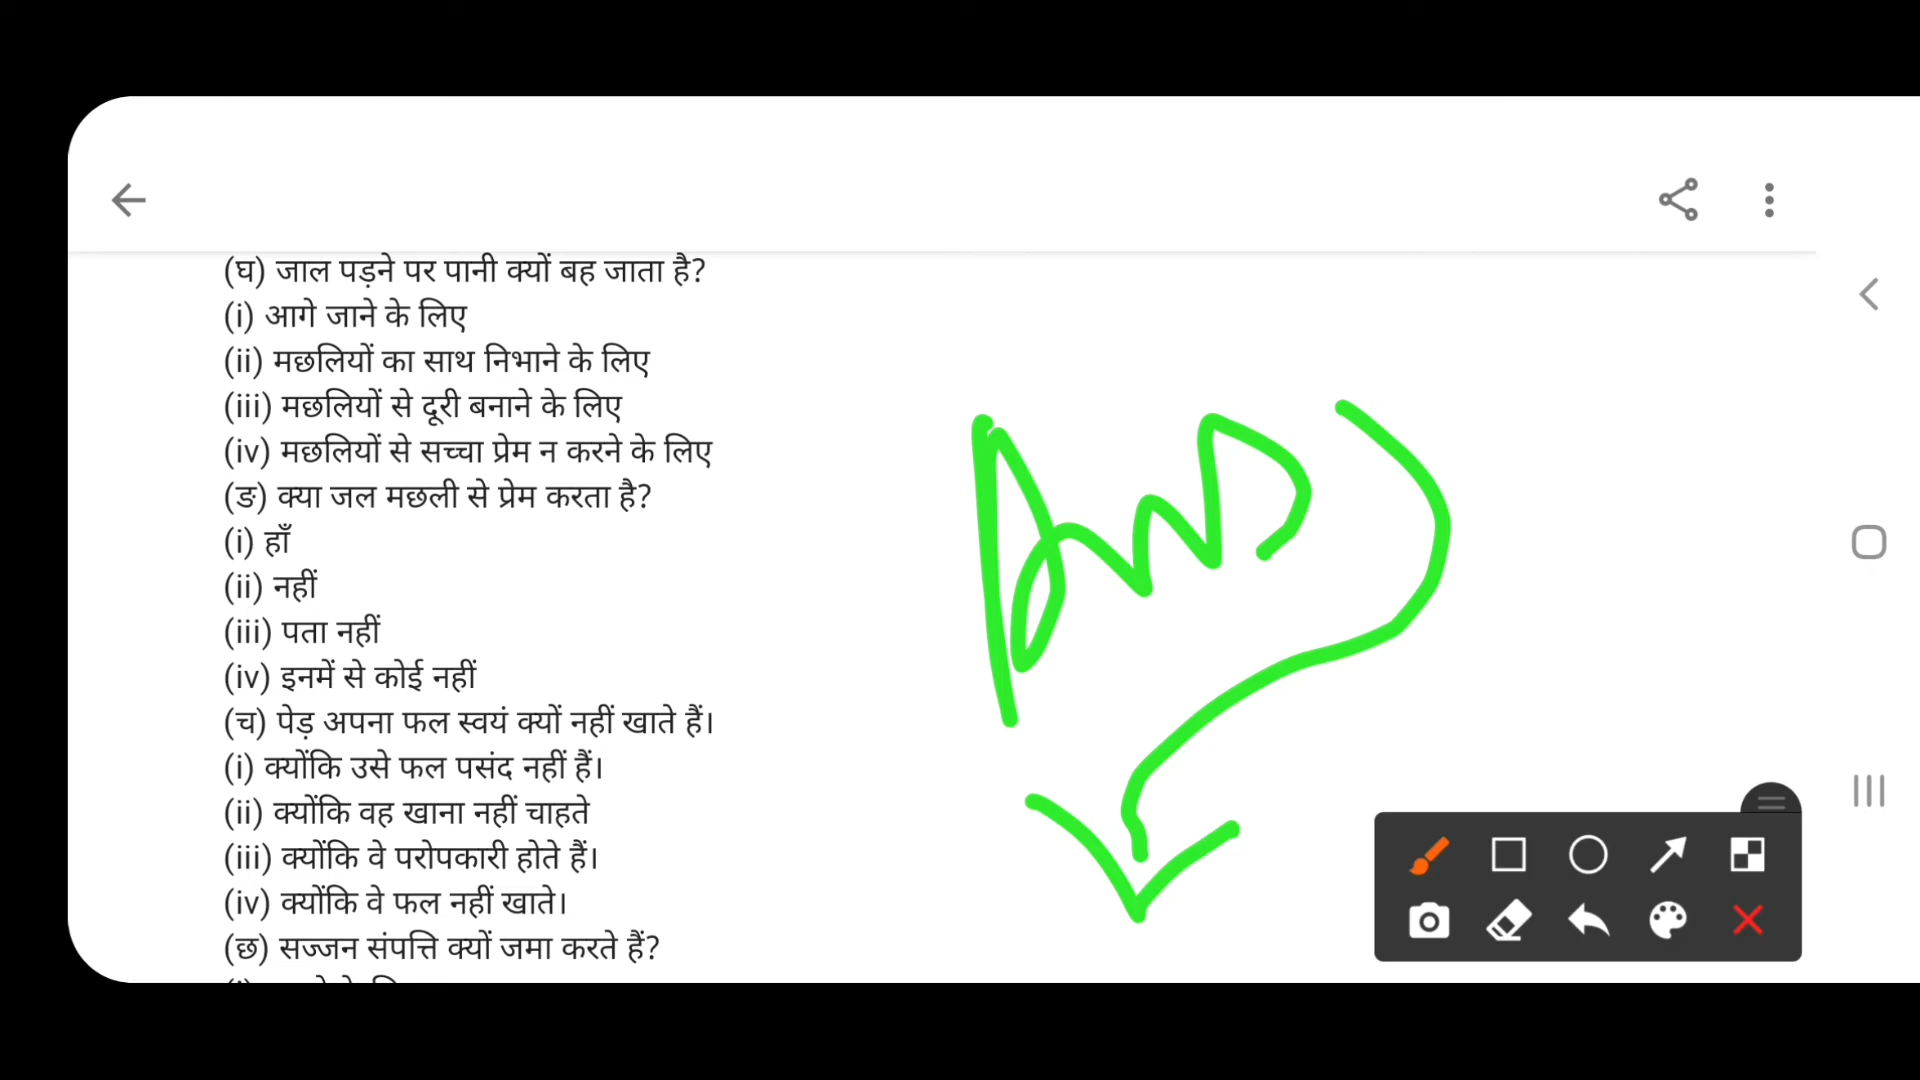 (घ) जाल पड़ने पर पानी क्यों बह जाता है?
(i) आगे जाने के लिए
(ii) मछलियों का साथ निभाने के लिए
(iii) मछलियों से दूरी बनाने के लिए
(iv) मछलियों से सच्चा प्रेम न करने के लिए
(ङ) क्या जल मछली से प्रेम करता है?
(i) हाँ
(ii) नहीं
(iii) पता नहीं
(iv) इनमें से कोई नहीं
(च) पेड़ अपना फल स्वयं क्यों नहीं खाते हैं।
(i) क्योंकि उसे फल पसंद नहीं हैं।
(ii) क्योंकि वह खाना नहीं चाहते
(iii) क्योंकि वे परोपकारी होते हैं।
(iv) क्योंकि वे फल नहीं खाते।
(छ) सज्जन संपत्ति क्यों जमा करते हैं?
Ans